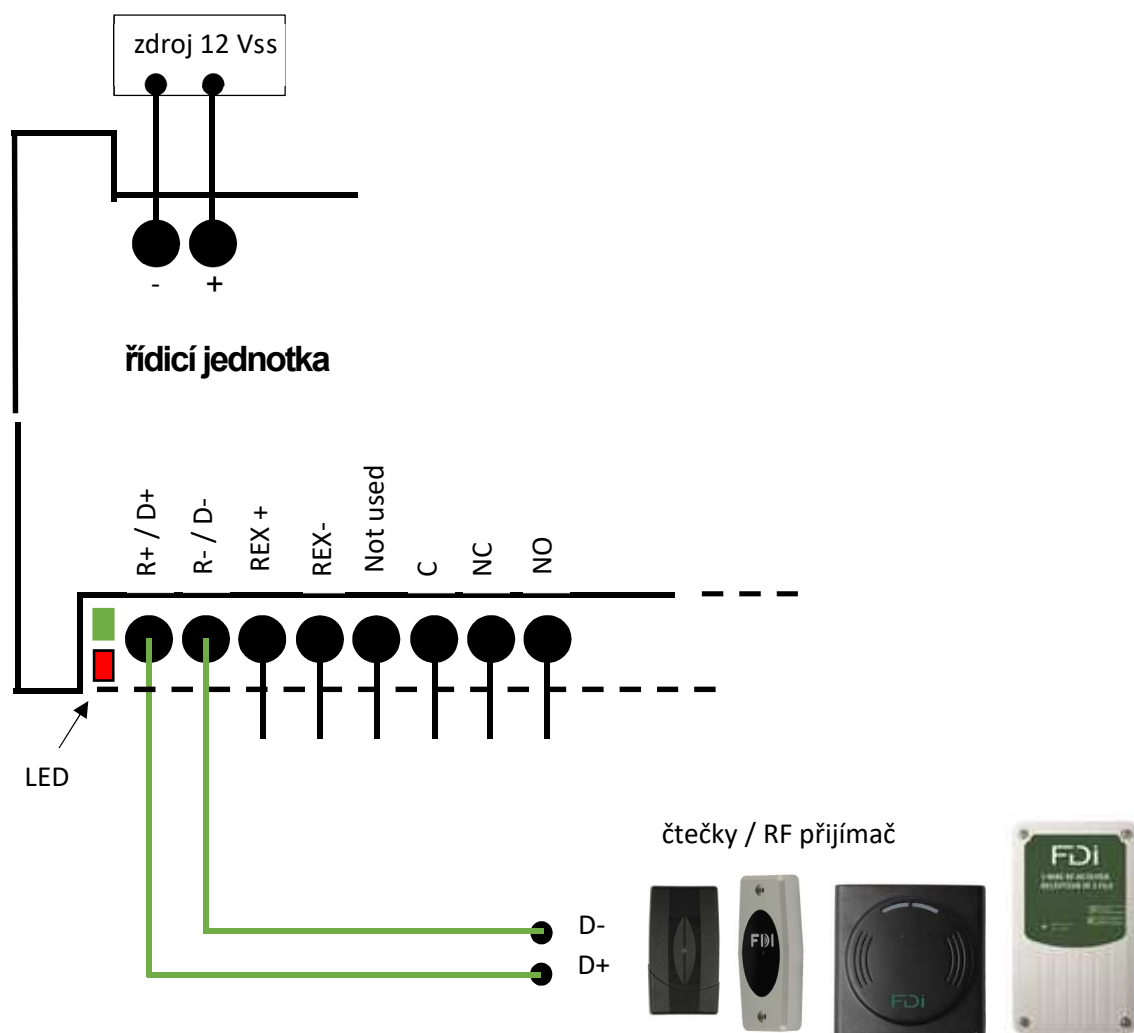 zdroj 12 Vss
- +
řídicí jednotka
R+ / D+
R- / D-
REX +
REX-
Not used
C
NC
NO
LED
čtečky / RF přijímač
D-
D+
FDI
FDI
FDI